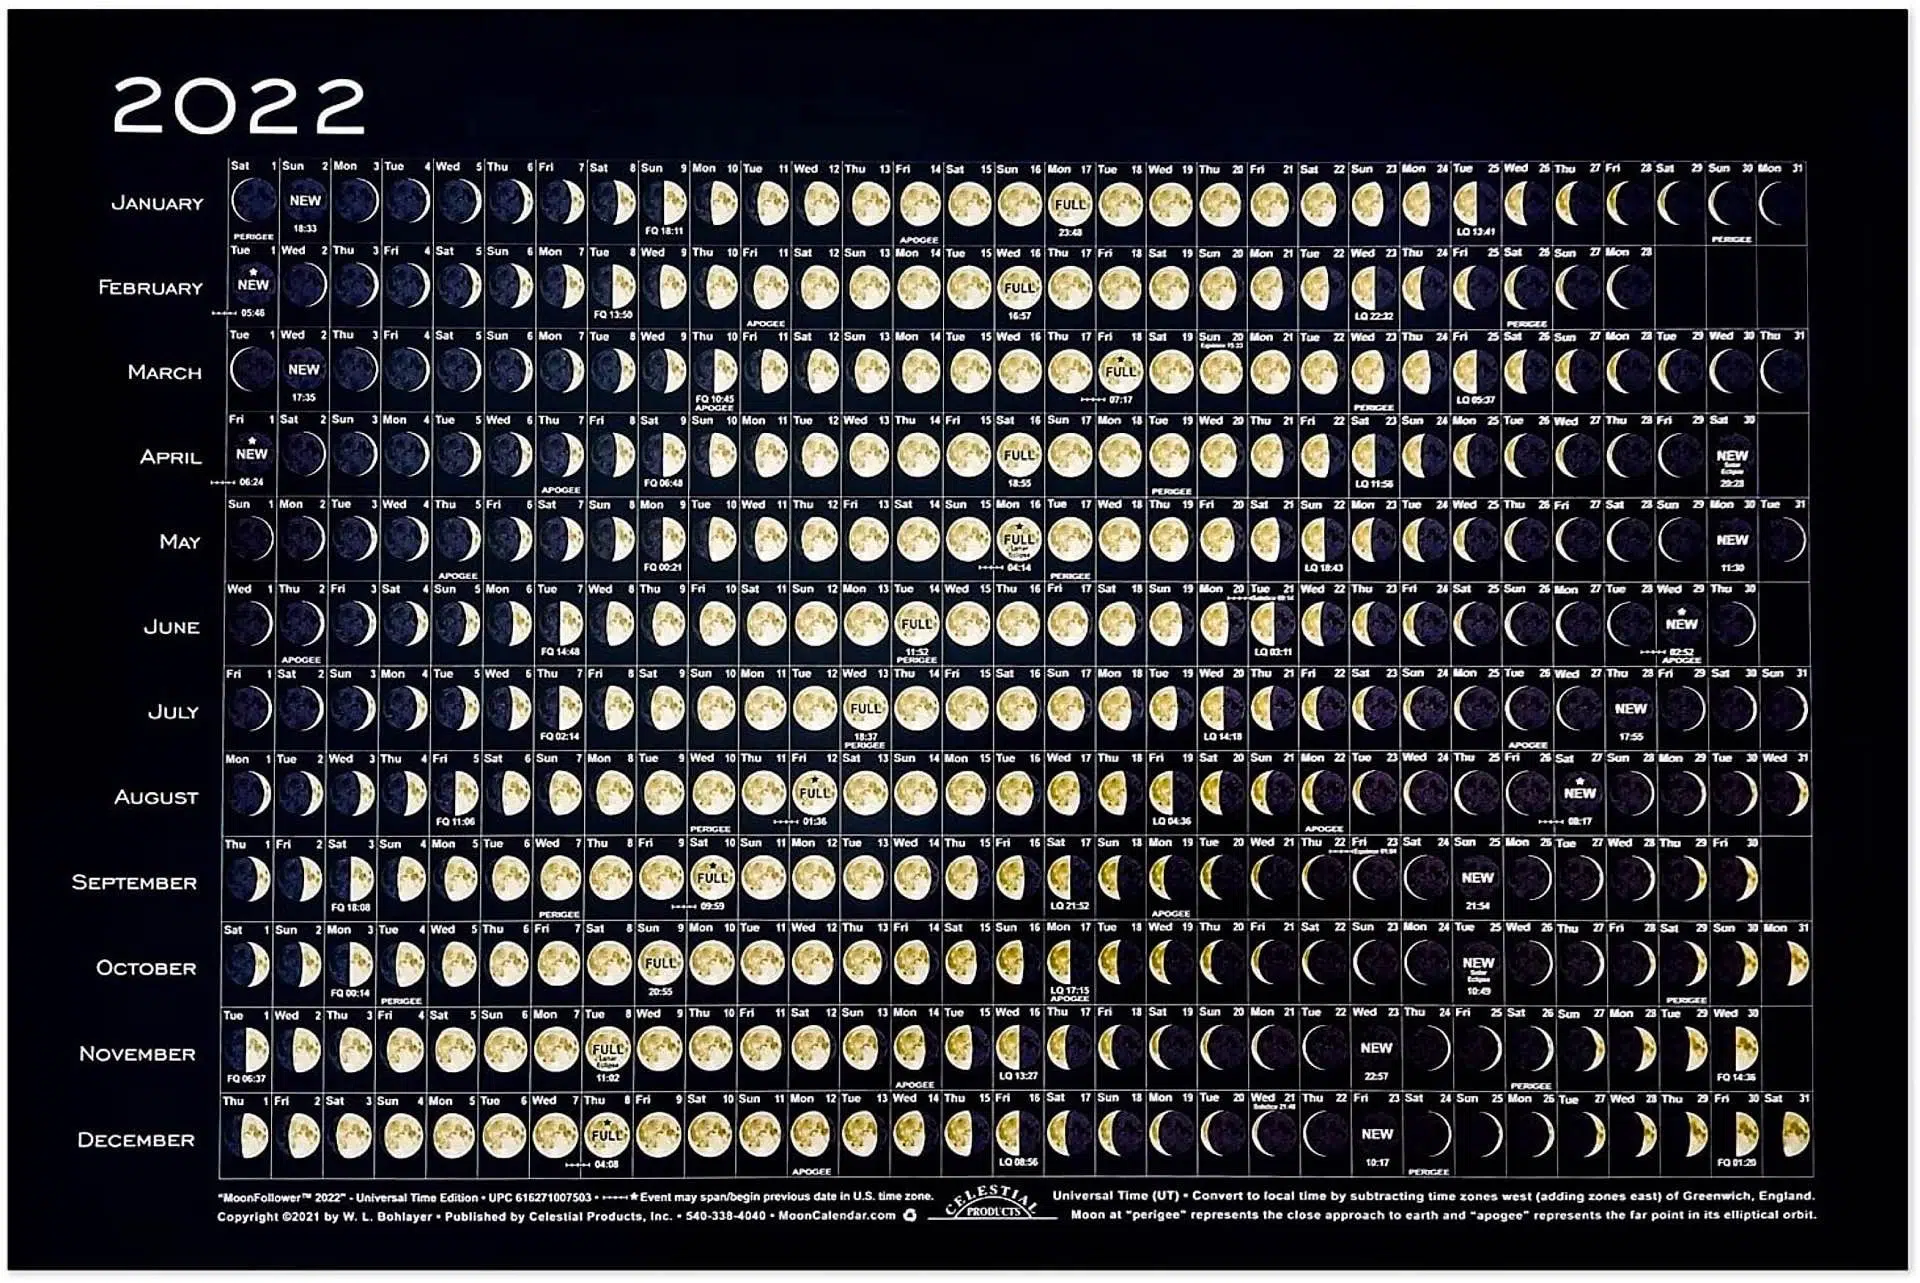 2022
Sat 1 Sun 2 Mon 3 Tue 4 Wed 5 Thu 6 Fri 7 Sat 8 Sun 9 Mon 10 Tue 11 Wed 12 Thu 13 Fri 14 Sat 15 Sun 16 Mon 17 Tue 18 Wed 19 Thu 20 Fri 21 Sat 22 Sun 23 Mon 24 Tue 25 Wed 26 Thu 27 Fri 28 Sat 29 Sun 30 Mon 31
JANUARY NEW FULL
18:33 FQ 18:11 23:48 LQ 13:41
PERIGEE APOGEE PERIGEE
Tue 1 Wed 2 Thu 3 Fri 4 Sat 5 Sun 6 Mon 7 Tue 8 Wed 9 Thu 10 Fri 11 Sat 12 Sun 13 Mon 14 Tue 15 Wed 16 Thu 17 Fri 18 Sat 19 Sun 20 Mon 21 Tue 22 Wed 23 Thu 24 Fri 25 Sat 26 Sun 27 Mon 28
FEBRUARY NEW FULL
05:46 FQ 13:50 16:57 LQ 22:32
APOGEE PERIGEE
Tue 1 Wed 2 Thu 3 Fri 4 Sat 5 Sun 6 Mon 7 Tue 8 Wed 9 Thu 10 Fri 11 Sat 12 Sun 13 Mon 14 Tue 15 Wed 16 Thu 17 Fri 18 Sat 19 Sun 20 Mon 21 Tue 22 Wed 23 Thu 24 Fri 25 Sat 26 Sun 27 Mon 28 Tue 29 Wed 30 Thu 31
Equinox 15:33
MARCH NEW FULL
17:35 FQ 10:45 07:17 LQ 05:37
APOGEE PERIGEE
Fri 1 Sat 2 Sun 3 Mon 4 Tue 5 Wed 6 Thu 7 Fri 8 Sat 9 Sun 10 Mon 11 Tue 12 Wed 13 Thu 14 Fri 15 Sat 16 Sun 17 Mon 18 Tue 19 Wed 20 Thu 21 Fri 22 Sat 23 Sun 24 Mon 25 Tue 26 Wed 27 Thu 28 Fri 29 Sat 30
APRIL NEW FULL NEW
Solar Eclipse
06:24 FQ 06:48 18:55 LQ 11:56 20:28
APOGEE PERIGEE
Sun 1 Mon 2 Tue 3 Wed 4 Thu 5 Fri 6 Sat 7 Sun 8 Mon 9 Tue 10 Wed 11 Thu 12 Fri 13 Sat 14 Sun 15 Mon 16 Tue 17 Wed 18 Thu 19 Fri 20 Sat 21 Sun 22 Mon 23 Tue 24 Wed 25 Thu 26 Fri 27 Sat 28 Sun 29 Mon 30 Tue 31
MAY FULL NEW
Lunar Eclipse
FQ 00:21 04:14 LQ 18:43 11:30
APOGEE PERIGEE
Wed 1 Thu 2 Fri 3 Sat 4 Sun 5 Mon 6 Tue 7 Wed 8 Thu 9 Fri 10 Sat 11 Sun 12 Mon 13 Tue 14 Wed 15 Thu 16 Fri 17 Sat 18 Sun 19 Mon 20 Tue 21 Wed 22 Thu 23 Fri 24 Sat 25 Sun 26 Mon 27 Tue 28 Wed 29 Thu 30
JUNE FULL NEW
FQ 14:48 11:52 LQ 03:11 02:52
APOGEE PERIGEE APOGEE
Fri 1 Sat 2 Sun 3 Mon 4 Tue 5 Wed 6 Thu 7 Fri 8 Sat 9 Sun 10 Mon 11 Tue 12 Wed 13 Thu 14 Fri 15 Sat 16 Sun 17 Mon 18 Tue 19 Wed 20 Thu 21 Fri 22 Sat 23 Sun 24 Mon 25 Tue 26 Wed 27 Thu 28 Fri 29 Sat 30 Sun 31
JULY FULL NEW
FQ 02:14 18:37 LQ 14:18 17:55
PERIGEE APOGEE
Mon 1 Tue 2 Wed 3 Thu 4 Fri 5 Sat 6 Sun 7 Mon 8 Tue 9 Wed 10 Thu 11 Fri 12 Sat 13 Sun 14 Mon 15 Tue 16 Wed 17 Thu 18 Fri 19 Sat 20 Sun 21 Mon 22 Tue 23 Wed 24 Thu 25 Fri 26 Sat 27 Sun 28 Mon 29 Tue 30 Wed 31
AUGUST FULL NEW
FQ 11:06 01:36 LQ 04:36 08:17
PERIGEE APOGEE
Thu 1 Fri 2 Sat 3 Sun 4 Mon 5 Tue 6 Wed 7 Thu 8 Fri 9 Sat 10 Sun 11 Mon 12 Tue 13 Wed 14 Thu 15 Fri 16 Sat 17 Sun 18 Mon 19 Tue 20 Wed 21 Thu 22 Fri 23 Sat 24 Sun 25 Mon 26 Tue 27 Wed 28 Thu 29 Fri 30
Equinox 01:04
SEPTEMBER FULL NEW
FQ 18:08 09:59 LQ 21:52 21:54
PERIGEE APOGEE
Sat 1 Sun 2 Mon 3 Tue 4 Wed 5 Thu 6 Fri 7 Sat 8 Sun 9 Mon 10 Tue 11 Wed 12 Thu 13 Fri 14 Sat 15 Sun 16 Mon 17 Tue 18 Wed 19 Thu 20 Fri 21 Sat 22 Sun 23 Mon 24 Tue 25 Wed 26 Thu 27 Fri 28 Sat 29 Sun 30 Mon 31
OCTOBER FULL NEW
Solar Eclipse
FQ 00:14 20:55 LQ 17:15 10:49
PERIGEE APOGEE PERIGEE
Tue 1 Wed 2 Thu 3 Fri 4 Sat 5 Sun 6 Mon 7 Tue 8 Wed 9 Thu 10 Fri 11 Sat 12 Sun 13 Mon 14 Tue 15 Wed 16 Thu 17 Fri 18 Sat 19 Sun 20 Mon 21 Tue 22 Wed 23 Thu 24 Fri 25 Sat 26 Sun 27 Mon 28 Tue 29 Wed 30
NOVEMBER FULL NEW
Lunar Eclipse
FQ 06:37 11:02 LQ 13:27 22:57 FQ 14:36
APOGEE PERIGEE
Thu 1 Fri 2 Sat 3 Sun 4 Mon 5 Tue 6 Wed 7 Thu 8 Fri 9 Sat 10 Sun 11 Mon 12 Tue 13 Wed 14 Thu 15 Fri 16 Sat 17 Sun 18 Mon 19 Tue 20 Wed 21 Thu 22 Fri 23 Sat 24 Sun 25 Mon 26 Tue 27 Wed 28 Thu 29 Fri 30 Sat 31
Solstice 21:48
DECEMBER FULL NEW
04:08 LQ 08:56 10:17 FQ 01:20
APOGEE PERIGEE
"MoonFollower™ 2022" - Universal Time Edition • UPC 616271007503 • ★ Event may span/begin previous date in U.S. time zone.
Copyright ©2021 by W. L. Bohlayer • Published by Celestial Products, Inc. • 540-338-4040 • MoonCalendar.com
CELESTIAL PRODUCTS
Universal Time (UT) • Convert to local time by subtracting time zones west (adding zones east) of Greenwich, England.
Moon at "perigee" represents the close approach to earth and "apogee" represents the far point in its elliptical orbit.